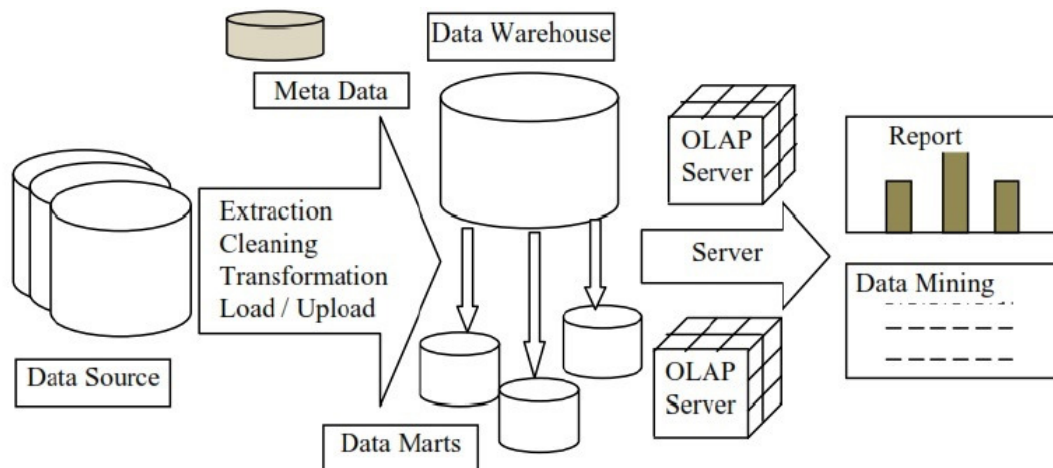 Data Warehouse
Meta Data
OLAP
Server
Report
Extraction
Cleaning
Transformation
Load / Upload
Server
Data Mining
Data Source
OLAP
Server
Data Marts